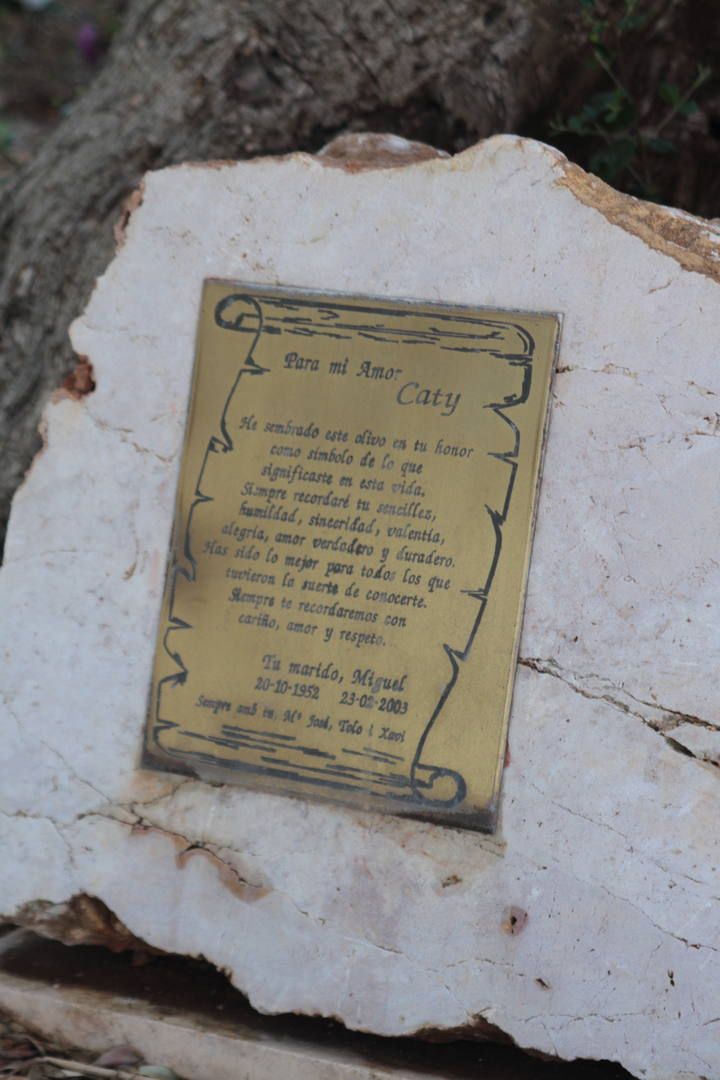 Para mi Amor
Caty
He sembrado este olivo en tu honor
como símbolo de lo que
significaste en esta vida.
Siempre recordaré tu sencillez,
humildad, sinceridad, valentía,
alegría, amor verdadero y duradero.
Has sido lo mejor para todos los que
tuvieron la suerte de conocerte.
Siempre te recordaremos con
cariño, amor y respeto.
Tu marido, Miguel
20-10-1952 23-02-2003
Sempre amb tu, Mª José, Tolo i Xavi